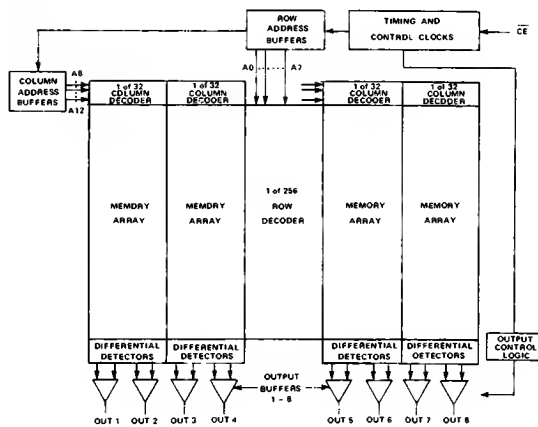 ROW
ADDRESS
BUFFERS
TIMING AND
CONTROL CLOCKS
CE
A0
A7
COLUMN
ADDRESS
BUFFERS
A8
A12
1 of 32
COLUMN
DECODER
1 of 32
COLUMN
DECODER
1 of 32
COLUMN
DECODER
1 of 32
COLUMN
DECODER
MEMORY
ARRAY
MEMORY
ARRAY
1 of 256
ROW
DECODER
MEMORY
ARRAY
MEMORY
ARRAY
DIFFERENTIAL
DETECTORS
DIFFERENTIAL
DETECTORS
DIFFERENTIAL
DETECTORS
DIFFERENTIAL
DETECTORS
OUTPUT
CONTROL
LOGIC
OUTPUT
BUFFERS
1 - 8
OUT 1
OUT 2
OUT 3
OUT 4
OUT 5
OUT 6
OUT 7
OUT 8